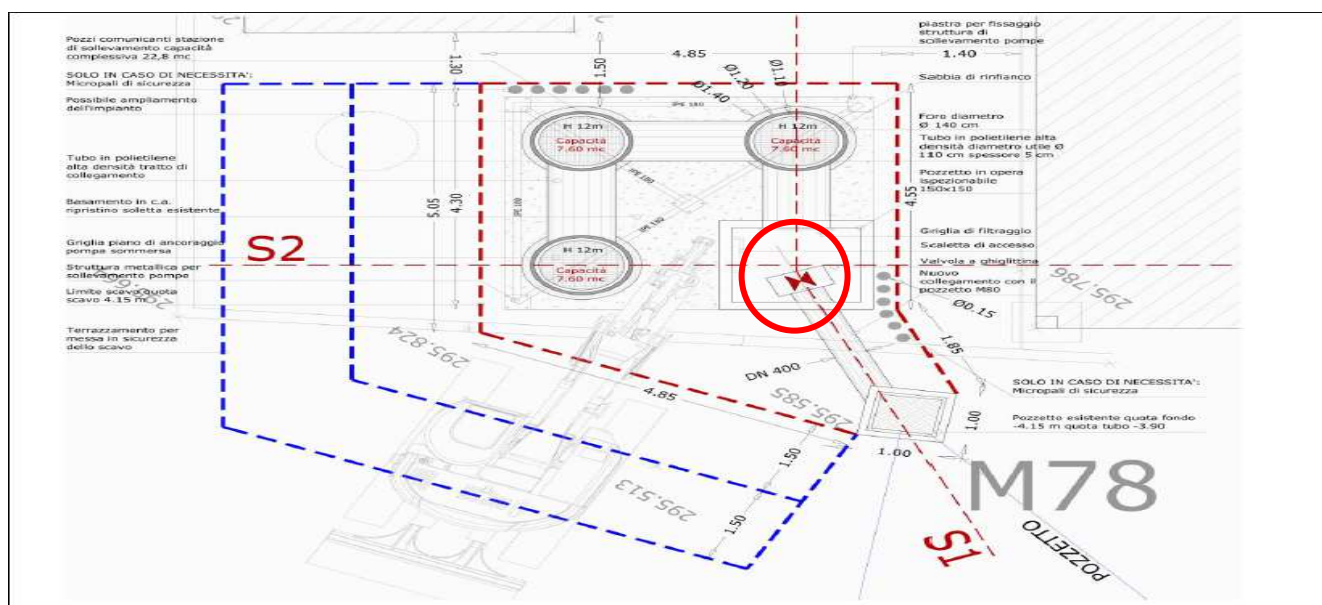 Pozzi comunicanti stazione
di sollevamento capacità
complessiva 22,8 mc
SOLO IN CASO DI NECESSITA':
Micropali di sicurezza
Possibile ampliamento
dell'impianto
Tubo in polietilene
alta densità tratto di
collegamento
Basamento in c.a.
ripristino soletta esistente
Griglia piano di ancoraggio
pompa sommersa
Struttura metallica per
sollevamento pompe
Limite scavo quota
scavo 4.15 m
Terrazzamento per
messa in sicurezza
dello scavo
S2
1.30
1.50
4.85
1.40
Ø1.40
Ø1.20
Ø1.10
IPE 180
H 12m
Capacità
7.60 mc
H 12m
Capacità
7.60 mc
IPE 180
IPE 180
IPE 180
5.05
4.30
4.55
H 12m
Capacità
7.60 mc
piastra per fissaggio
struttura di
sollevamento pompe
Sabbia di rinfianco
Foro diametro
Ø 140 cm
Tubo in polietilene alta
densità diametro utile Ø
110 cm spessore 5 cm
Pozzetto in opera
ispezionabile
150x150
Griglia di filtraggio
Scaletta di accesso
Valvola a ghiglittina
Nuovo
collegamento con il
pozzetto M80
295.786
Ø0.15
1.85
295.824
DN 400
4.85
295.585
SOLO IN CASO DI NECESSITA':
Micropali di sicurezza
Pozzetto esistente quota fondo
-4.15 m quota tubo -3.90
1.00
1.00
1.50
1.50
295.513
M78
S1
POZZETTO